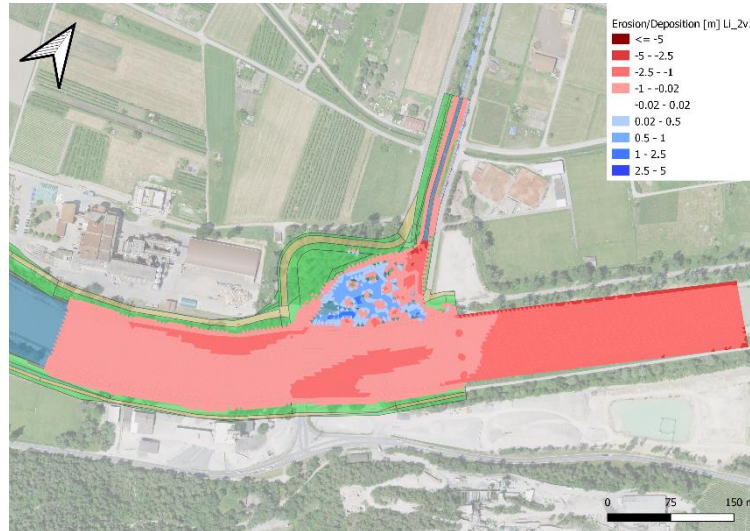 Erosion/Deposition [m] Li_2v
<= -5
-5 - -2.5
-2.5 - -1
-1 - -0.02
-0.02 - 0.02
0.02 - 0.5
0.5 - 1
1 - 2.5
2.5 - 5
0 75 150 m